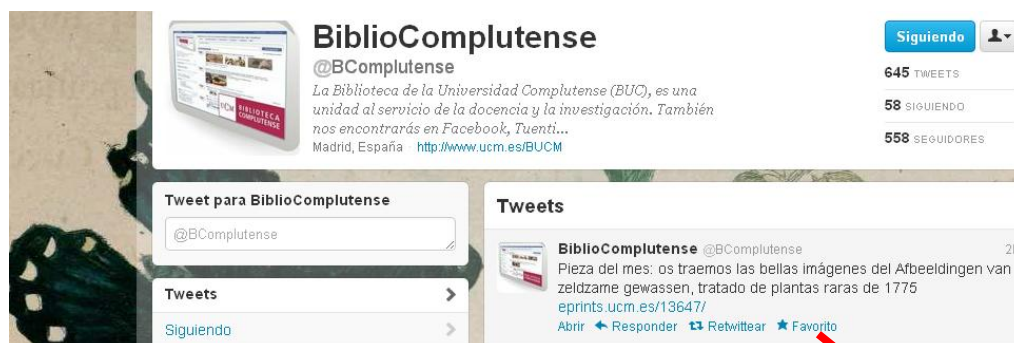 BiblioComplutense
@BComplutense
La Biblioteca de la Universidad Complutense (BUC), es una
unidad al servicio de la docencia y la investigación. También
nos encontrarás en Facebook, Tuenti...
Madrid, España · http://www.ucm.es/BUCM
BIBLIOTECA
COMPLUTENSE
Siguiendo
645 TWEETS
58 SIGUIENDO
558 SEGUIDORES
Tweet para BiblioComplutense
@BComplutense
Tweets
Siguiendo
Tweets
BiblioComplutense @BComplutense
Pieza del mes: os traemos las bellas imágenes del Afbeeldingen van
zeldzame gewassen, tratado de plantas raras de 1775
eprints.ucm.es/13647/
Abrir Responder Retwittear Favorito